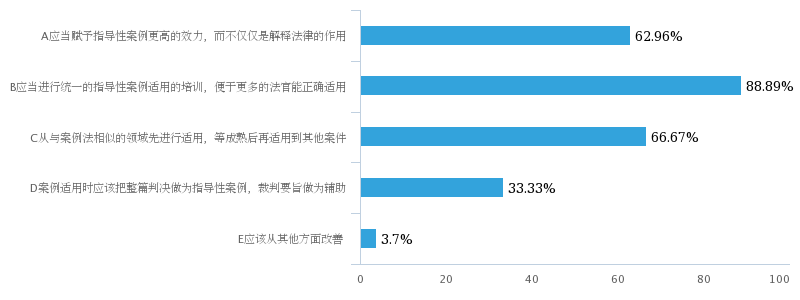 A应当赋予指导性案例更高的效力，而不仅仅是解释法律的作用
62.96%
B应当进行统一的指导性案例适用的培训，便于更多的法官能正确适用
88.89%
C从与案例法相似的领域先进行适用，等成熟后再适用到其他案件
66.67%
D案例适用时应该把整篇判决做为指导性案例，裁判要旨做为辅助
33.33%
E应该从其他方面改善
3.7%
0 20 40 60 80 100